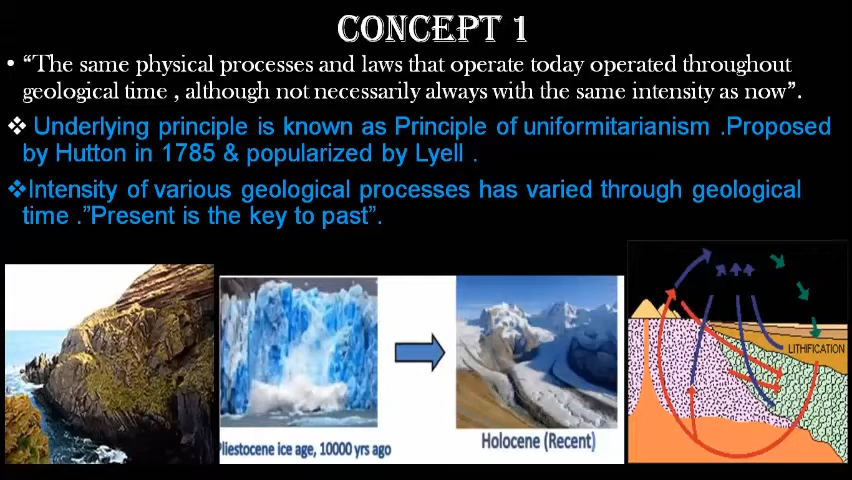 CONCEPT 1
• “The same physical processes and laws that operate today operated throughout
geological time , although not necessarily always with the same intensity as now”.
❖ Underlying principle is known as Principle of uniformitarianism .Proposed
by Hutton in 1785 & popularized by Lyell .
❖Intensity of various geological processes has varied through geological
time .”Present is the key to past”.
LITHIFICATION
Pliestocene ice age, 10000 yrs ago
Holocene (Recent)